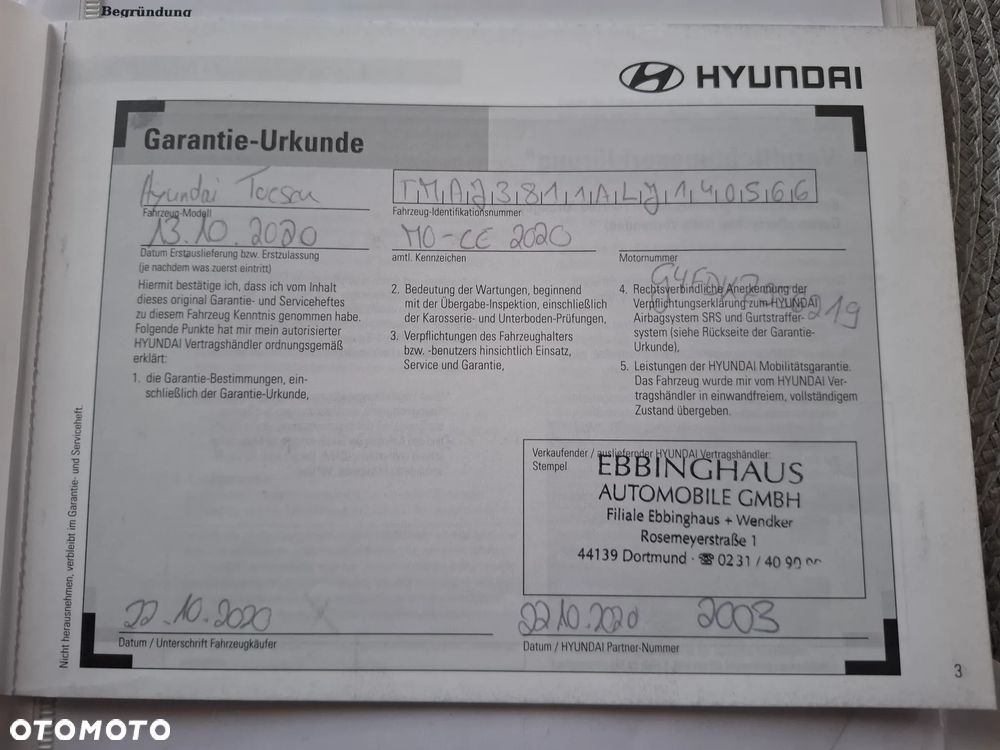 Begründung
HYUNDAI
Garantie-Urkunde
Hyundai Tucson
TMAJ3811ALJ140566
Fahrzeug-Modell
Fahrzeug-Identifikationsnummer
13.10.2020
MO-CE 2020
Datum Erstauslieferung bzw. Erstzulassung
(je nachdem was zuerst eintritt)
amtl. Kennzeichen
Motornummer
Hiermit bestätige ich, dass ich vom Inhalt
dieses original Garantie- und Serviceheftes
zu diesem Fahrzeug Kenntnis genommen habe.
Folgende Punkte hat mir mein autorisierter
HYUNDAI Vertragshändler ordnungsgemäß
erklärt:
1. die Garantie-Bestimmungen, ein-
schließlich der Garantie-Urkunde,
2. Bedeutung der Wartungen, beginnend
mit der Übergabe-Inspektion, einschließlich
der Karosserie- und Unterboden-Prüfungen,
3. Verpflichtungen des Fahrzeughalters
bzw. -benutzers hinsichtlich Einsatz,
Service und Garantie,
4. Rechtsverbindliche Anerkennung der
Verpflichtungserklärung zum HYUNDAI
Airbagsystem SRS und Gurtstraffer-
system (siehe Rückseite der Garantie-
Urkunde),
5. Leistungen der HYUNDAI Mobilitätsgarantie.
Das Fahrzeug wurde mir vom HYUNDAI Ver-
tragshändler in einwandfreiem, vollständigem
Zustand übergeben.
Verkaufender / ausliefernder HYUNDAI Vertragshändler:
Stempel
EBBINGHAUS
AUTOMOBILE GMBH
Filiale Ebbinghaus + Wendker
Rosemeyerstraße 1
44139 Dortmund · ☎ 02 31 / 40 90
22.10.2020
22.10.2020 2003
Datum / Unterschrift Fahrzeugkäufer
Datum / HYUNDAI Partner-Nummer
Nicht herausnehmen, verbleibt im Garantie- und Serviceheft.
3
OTOMOTO